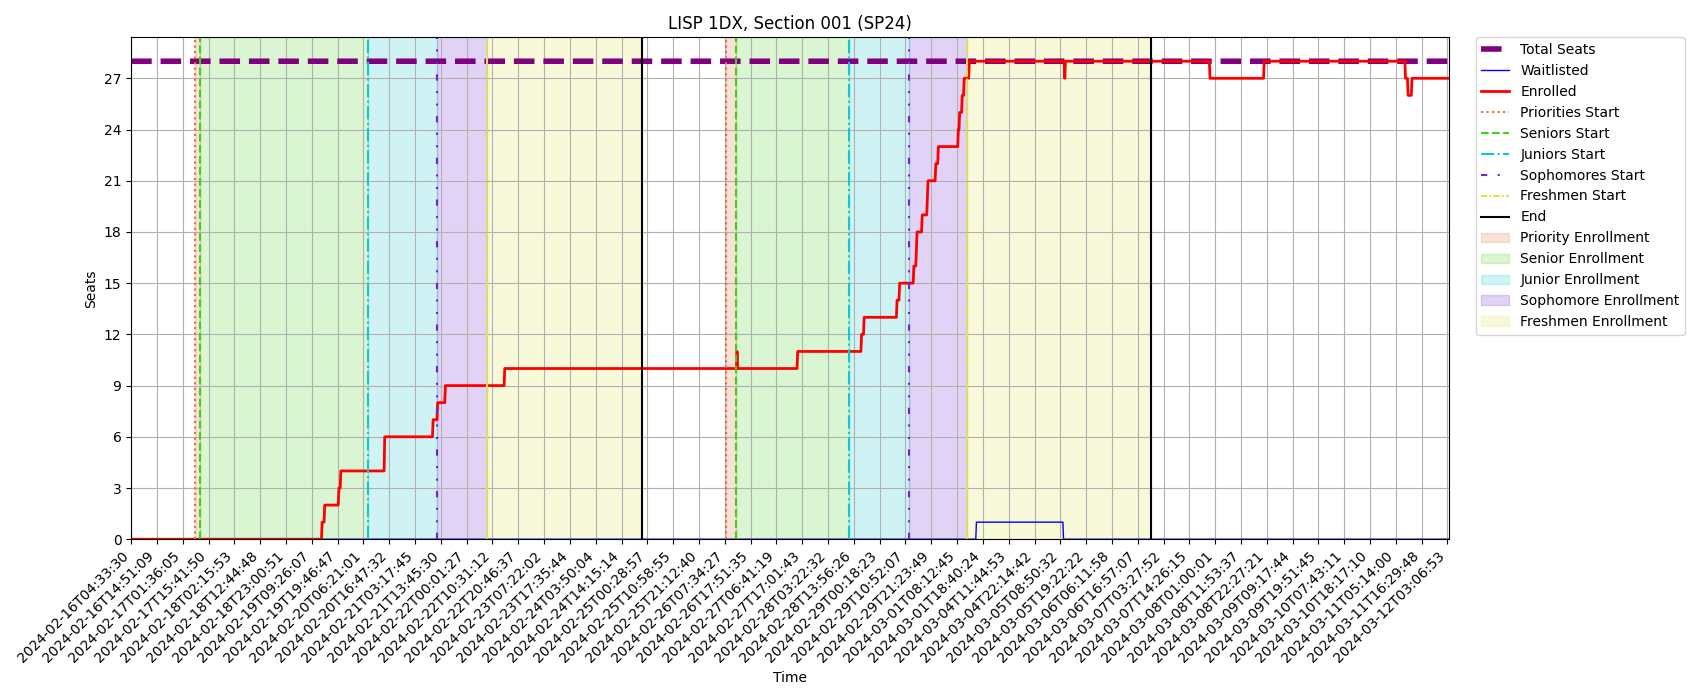 LISP 1DX, Section 001 (SP24)
Seats
27
24
21
18
15
12
9
6
3
0
2024-02-16T04:33:30
2024-02-16T14:51:09
2024-02-17T01:36:05
2024-02-17T15:41:50
2024-02-18T02:15:53
2024-02-18T12:44:48
2024-02-18T23:00:51
2024-02-19T09:26:07
2024-02-19T19:46:47
2024-02-20T06:21:01
2024-02-20T16:47:32
2024-02-21T03:17:45
2024-02-21T13:45:30
2024-02-22T00:01:27
2024-02-22T10:31:12
2024-02-22T20:46:37
2024-02-23T07:22:02
2024-02-23T17:35:44
2024-02-24T03:50:04
2024-02-24T14:15:14
2024-02-25T00:28:57
2024-02-25T10:58:55
2024-02-25T21:12:40
2024-02-26T07:34:27
2024-02-26T17:51:35
2024-02-27T06:41:19
2024-02-27T17:01:43
2024-02-28T03:22:32
2024-02-28T13:56:26
2024-02-29T00:18:23
2024-02-29T10:52:07
2024-02-29T21:23:49
2024-03-01T08:12:45
2024-03-01T18:40:24
2024-03-04T11:44:53
2024-03-04T22:14:42
2024-03-05T08:50:32
2024-03-05T19:22:22
2024-03-06T06:11:58
2024-03-06T16:57:07
2024-03-07T03:27:52
2024-03-07T14:26:15
2024-03-08T01:00:01
2024-03-08T11:53:37
2024-03-08T22:27:21
2024-03-09T09:17:44
2024-03-09T19:51:45
2024-03-10T07:43:11
2024-03-10T18:17:10
2024-03-11T05:14:00
2024-03-11T16:29:48
2024-03-12T03:06:53
Time
Total Seats
Waitlisted
Enrolled
Priorities Start
Seniors Start
Juniors Start
Sophomores Start
Freshmen Start
End
Priority Enrollment
Senior Enrollment
Junior Enrollment
Sophomore Enrollment
Freshmen Enrollment